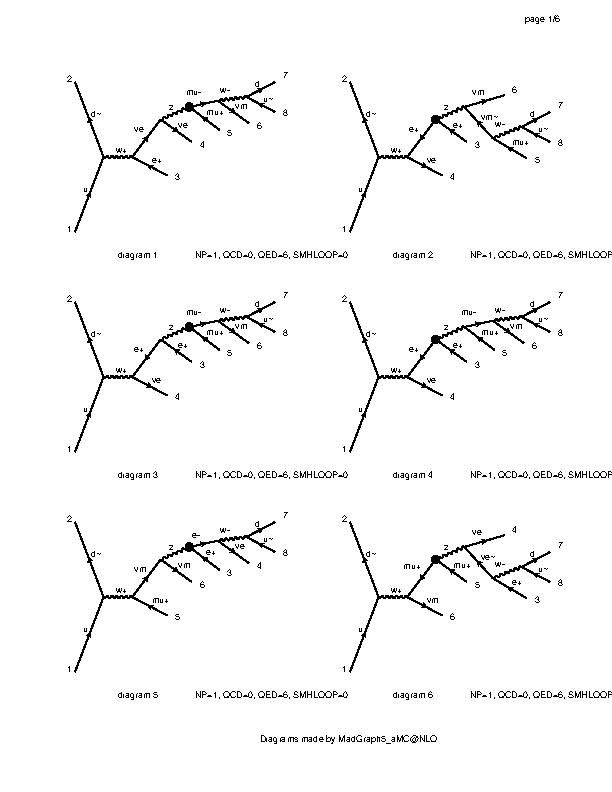 page 1/6
2 d~ u 1 w+ ve e+ 3 z ve 4 mu- mu+ 5 w- vm 6 d 7 u~ 8
diagram 1 NP=1, QCD=0, QED=6, SMHLOOP=0
2 d~ u 1 w+ e+ ve 4 e+ 3 z vm 6 vm~ mu+ 5 w- d 7 u~ 8
diagram 2 NP=1, QCD=0, QED=6, SMHLOOP
2 d~ u 1 w+ e+ ve 4 z e+ 3 mu- mu+ 5 w- vm 6 d 7 u~ 8
diagram 3 NP=1, QCD=0, QED=6, SMHLOOP=0
2 d~ u 1 w+ e+ ve 4 z e+ 3 mu- mu+ 5 w- vm 6 d 7 u~ 8
diagram 4 NP=1, QCD=0, QED=6, SMHLOOP
2 d~ u 1 w+ vm mu+ 5 z vm 6 e- e+ 3 w- ve 4 d 7 u~ 8
diagram 5 NP=1, QCD=0, QED=6, SMHLOOP=0
2 d~ u 1 w+ mu+ vm 6 mu+ 5 z ve 4 ve~ e+ 3 w- d 7 u~ 8
diagram 6 NP=1, QCD=0, QED=6, SMHLOOP
Diagrams made by MadGraph5_aMC@NLO